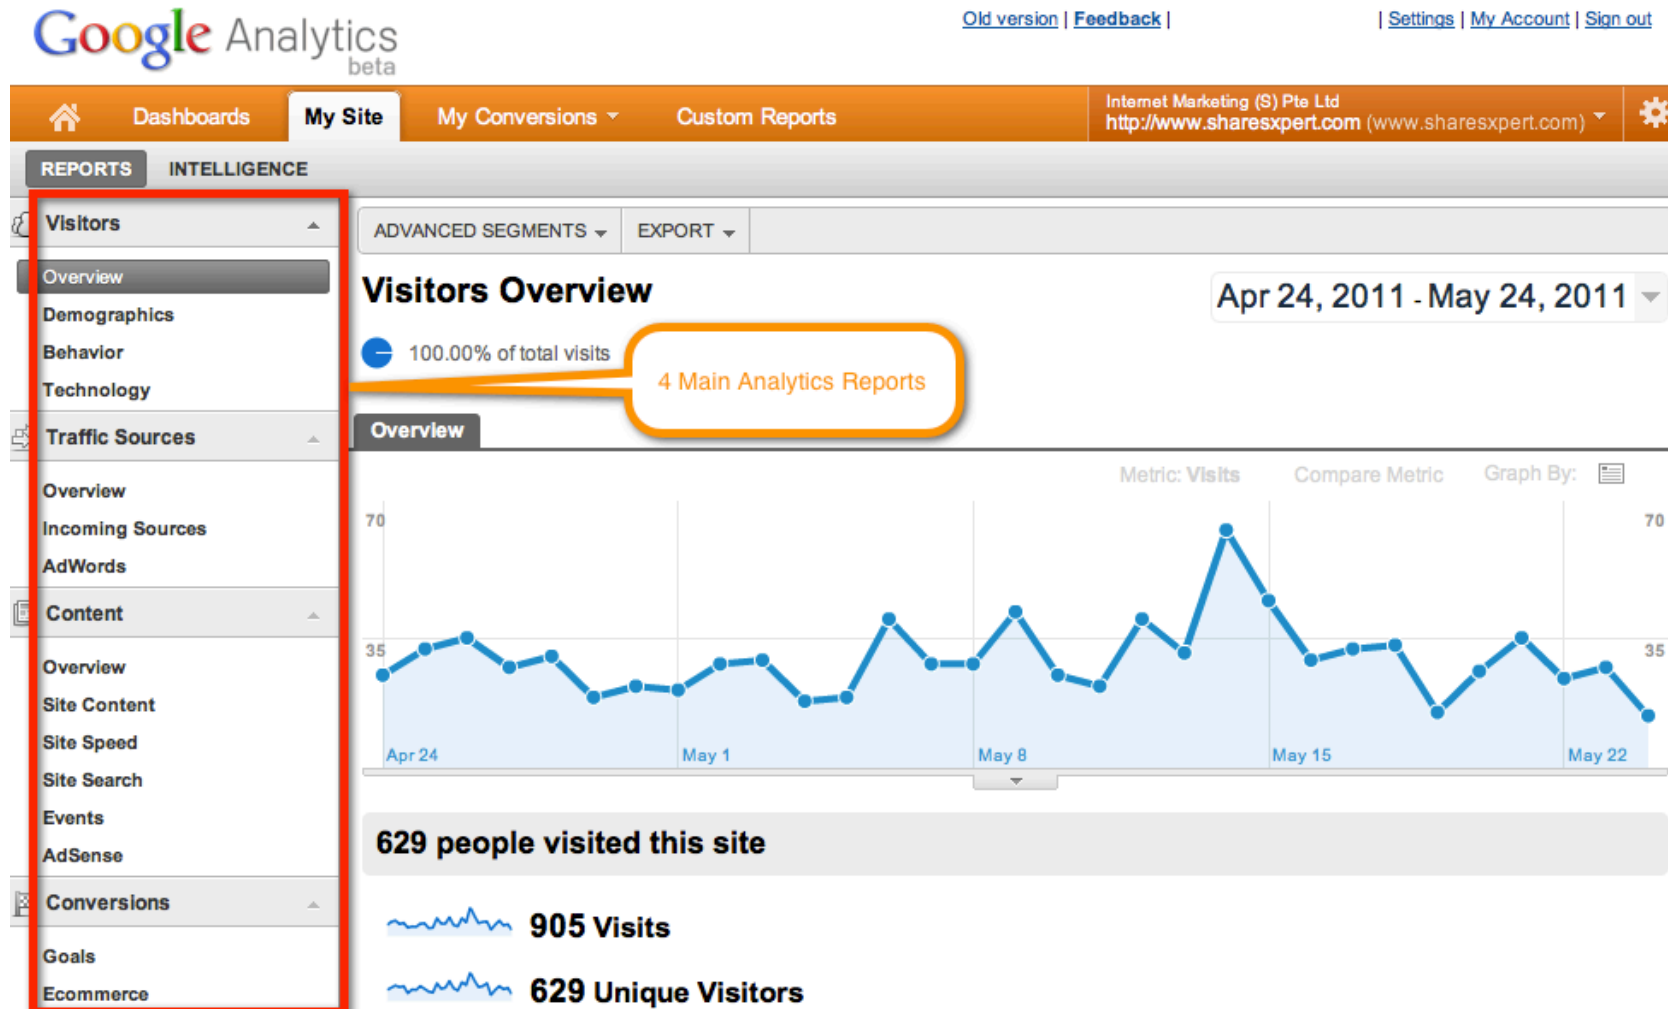 Google Analytics
beta
Old version | Feedback |
| Settings | My Account | Sign out
Dashboards
My Site
My Conversions
Custom Reports
Internet Marketing (S) Pte Ltd
http://www.sharesxpert.com (www.sharesxpert.com)
REPORTS
INTELLIGENCE
Visitors
Overview
Demographics
Behavior
Technology
Traffic Sources
Overview
Incoming Sources
AdWords
Content
Overview
Site Content
Site Speed
Site Search
Events
AdSense
Conversions
Goals
Ecommerce
ADVANCED SEGMENTS
EXPORT
Visitors Overview
Apr 24, 2011 - May 24, 2011
100.00% of total visits
4 Main Analytics Reports
Overview
Metric: Visits
Compare Metric
Graph By:
70
70
35
35
Apr 24
May 1
May 8
May 15
May 22
629 people visited this site
905 Visits
629 Unique Visitors